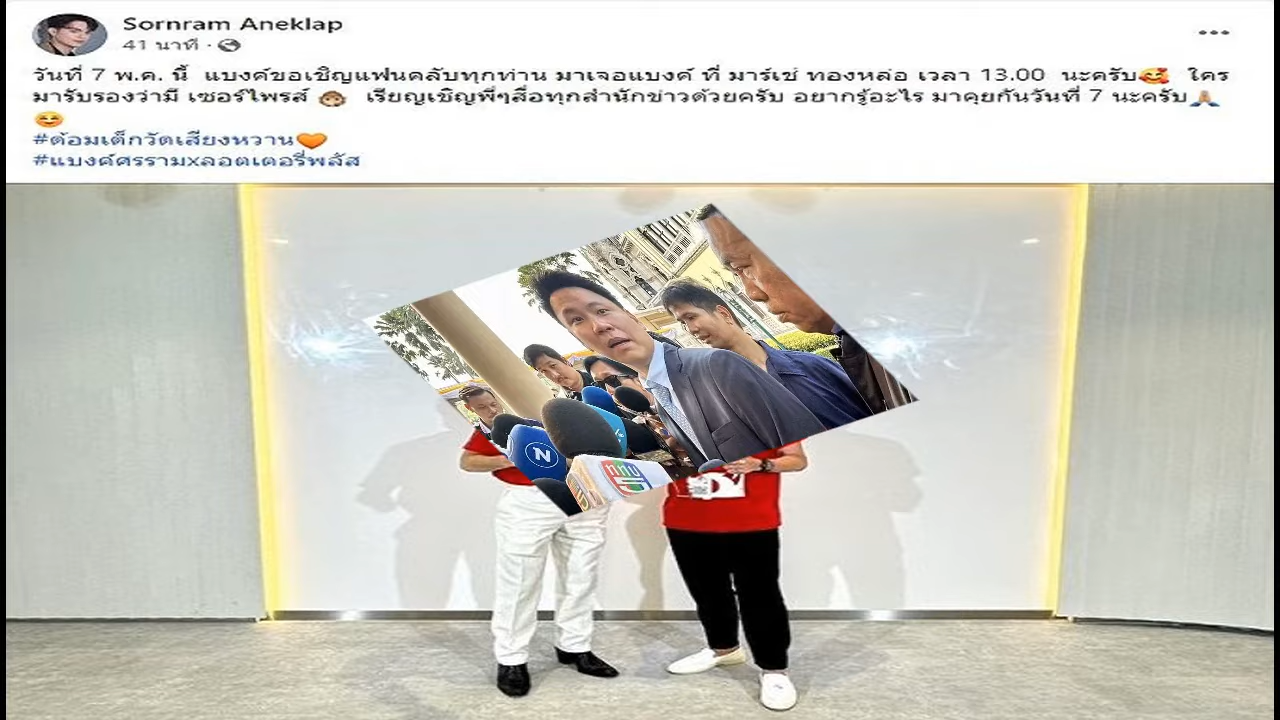 Sornram Aneklap
41 นาที ·
วันที่ 7 พ.ค. นี้ แบงค์ขอเชิญแฟนคลับทุกท่าน มาเจอแบงค์ ที่ มาร์เช่ ทองหล่อ เวลา 13.00 นะครับ🥰 ใคร
มารับรองว่ามี เซอร์ไพรส์ 🙊 เรียญเชิญพี่ๆสื่อทุกสำนักข่าวด้วยครับ อยากรู้อะไร มาคุยกันวันที่ 7 นะครับ🙏
😊
#ด้อมเด็กวัดเสียงหวาน🧡
#แบงค์ศรรามxลอตเตอรี่พลัส
N